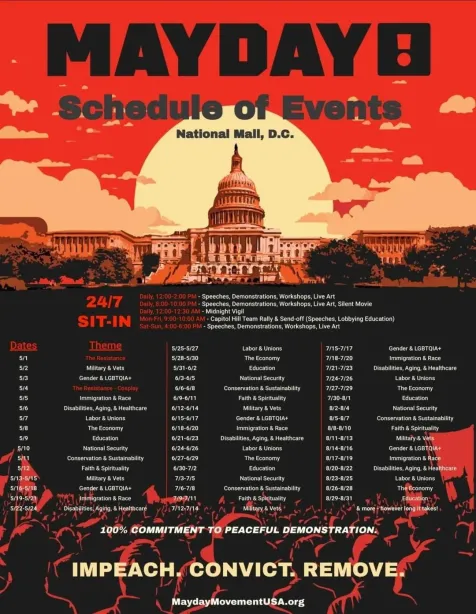 MAYDAY!
Schedule of Events
National Mall, D.C.
24/7
SIT-IN
Daily, 12:00-2:00 PM - Speeches, Demonstrations, Workshops, Live Art
Daily, 8:00-10:00 PM - Speeches, Demonstrations, Workshops, Live Art, Silent Movie
Daily, 12:00-12:30 AM - Midnight Vigil
Mon-Fri, 9:00-10:00 AM - Capitol Hill Team Rally & Send-off (Speeches, Lobbying Education)
Sat-Sun, 4:00-6:00 PM - Speeches, Demonstrations, Workshops, Live Art
Dates Theme
5/1 The Resistance
5/2 Military & Vets
5/3 Gender & LGBTQIA+
5/4 The Resistance - Cosplay
5/5 Immigration & Race
5/6 Disabilities, Aging, & Healthcare
5/7 Labor & Unions
5/8 The Economy
5/9 Education
5/10 National Security
5/11 Conservation & Sustainability
5/12 Faith & Spirituality
5/13-5/15 Military & Vets
5/16-5/18 Gender & LGBTQIA+
5/19-5/21 Immigration & Race
5/22-5/24 Disabilities, Aging, & Healthcare
5/25-5/27 Labor & Unions
5/28-5/30 The Economy
5/31-6/2 Education
6/3-6/5 National Security
6/6-6/8 Conservation & Sustainability
6/9-6/11 Faith & Spirituality
6/12-6/14 Military & Vets
6/15-6/17 Gender & LGBTQIA+
6/18-6/20 Immigration & Race
6/21-6/23 Disabilities, Aging, & Healthcare
6/24-6/26 Labor & Unions
6/27-6/29 The Economy
6/30-7/2 Education
7/3-7/5 National Security
7/6-7/8 Conservation & Sustainability
7/9-7/11 Faith & Spirituality
7/12-7/14 Military & Vets
7/15-7/17 Gender & LGBTQIA+
7/18-7/20 Immigration & Race
7/21-7/23 Disabilities, Aging, & Healthcare
7/24-7/26 Labor & Unions
7/27-7/29 The Economy
7/30-8/1 Education
8/2-8/4 National Security
8/5-8/7 Conservation & Sustainability
8/8-8/10 Faith & Spirituality
8/11-8/13 Military & Vets
8/14-8/16 Gender & LGBTQIA+
8/17-8/19 Immigration & Race
8/20-8/22 Disabilities, Aging, & Healthcare
8/23-8/25 Labor & Unions
8/26-8/28 The Economy
8/29-8/31 Education
& more - however long it takes!
100% COMMITMENT TO PEACEFUL DEMONSTRATION.
IMPEACH. CONVICT. REMOVE.
MaydayMovementUSA.org